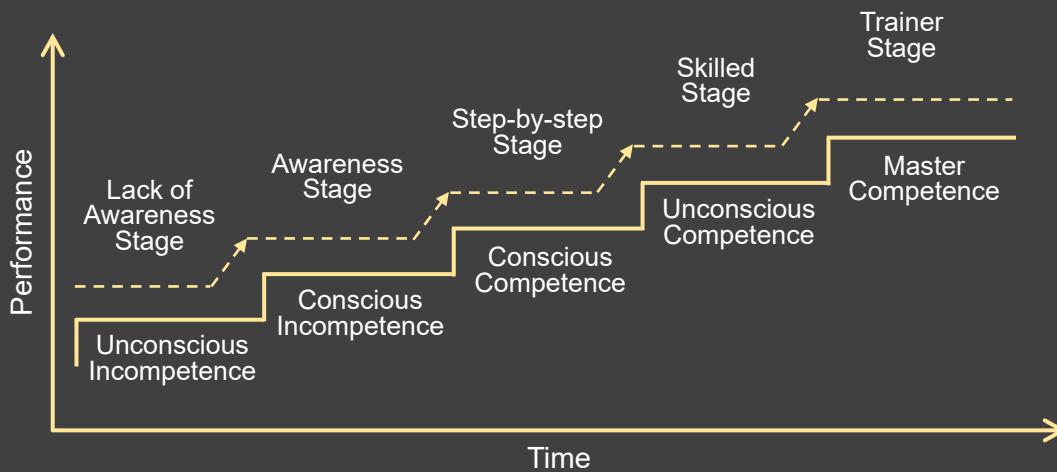 Trainer
Stage
Skilled
Stage
Step-by-step
Stage
Awareness
Stage
Lack of
Awareness
Stage
Performance
Master
Competence
Unconscious
Competence
Conscious
Competence
Conscious
Incompetence
Unconscious
Incompetence
Time